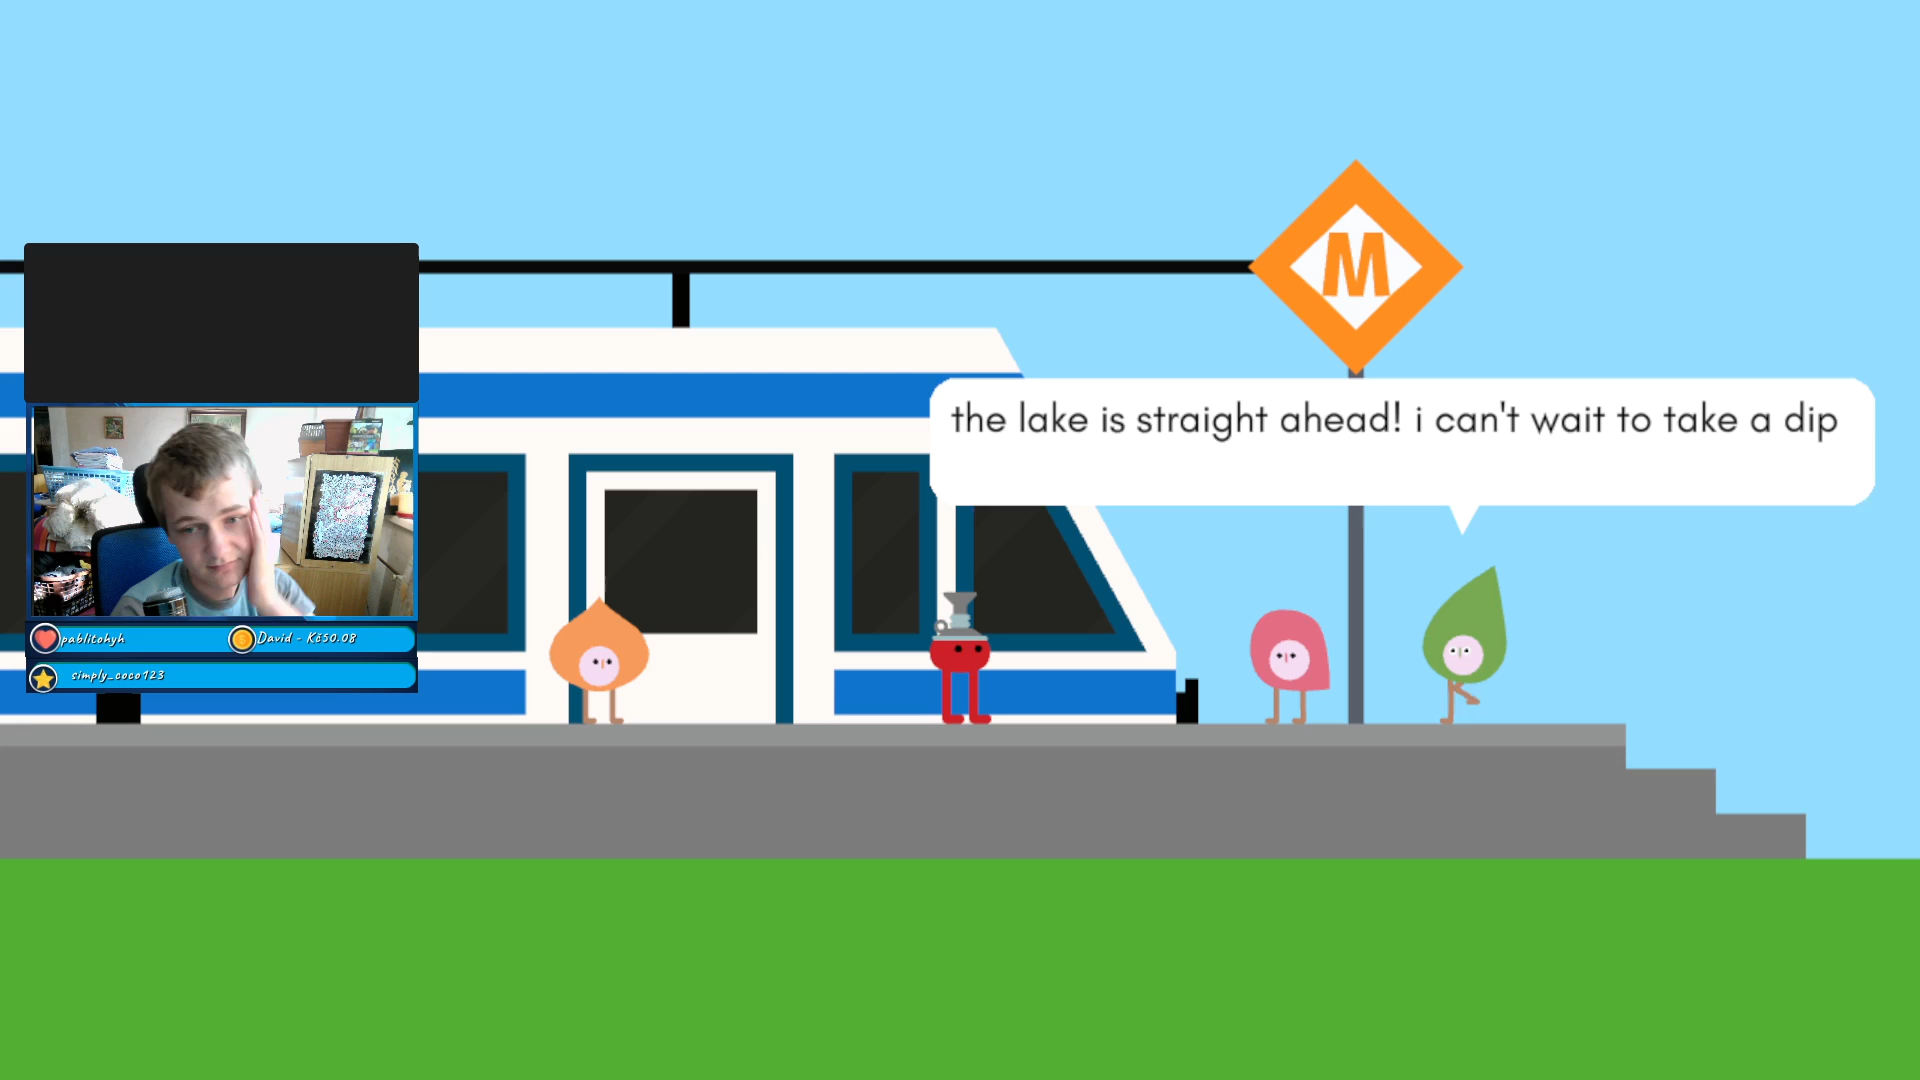 M
the lake is straight ahead! i can't wait to take a dip
pablitohyh
David - Kč50.08
simply_coco123